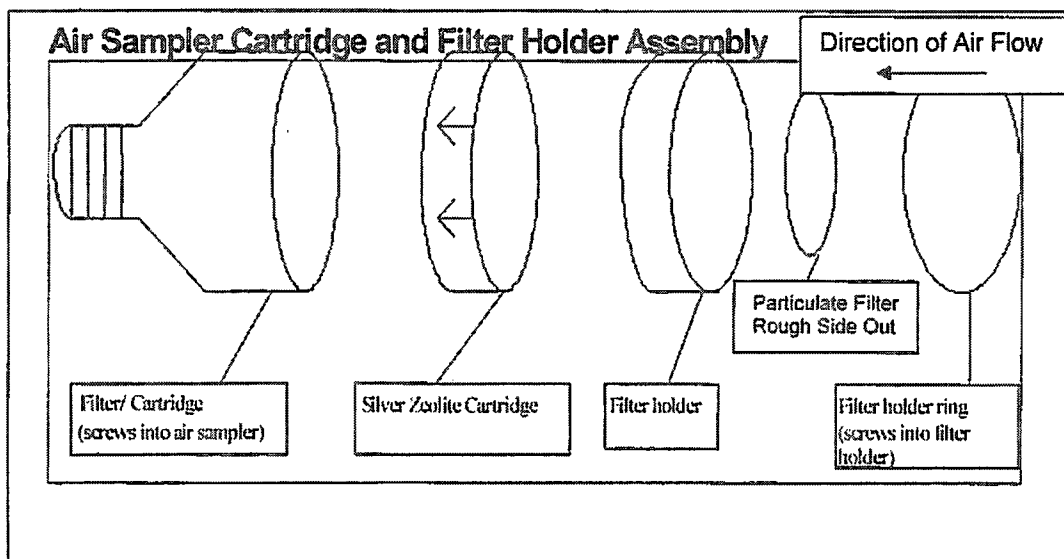 Air Sampler Cartridge and Filter Holder Assembly
Direction of Air Flow
Particulate Filter
Rough Side Out
Filter/ Cartridge
(screws into air sampler)
Silver Zeolite Cartridge
Filter holder
Filter holder ring
(screws into filter
holder)